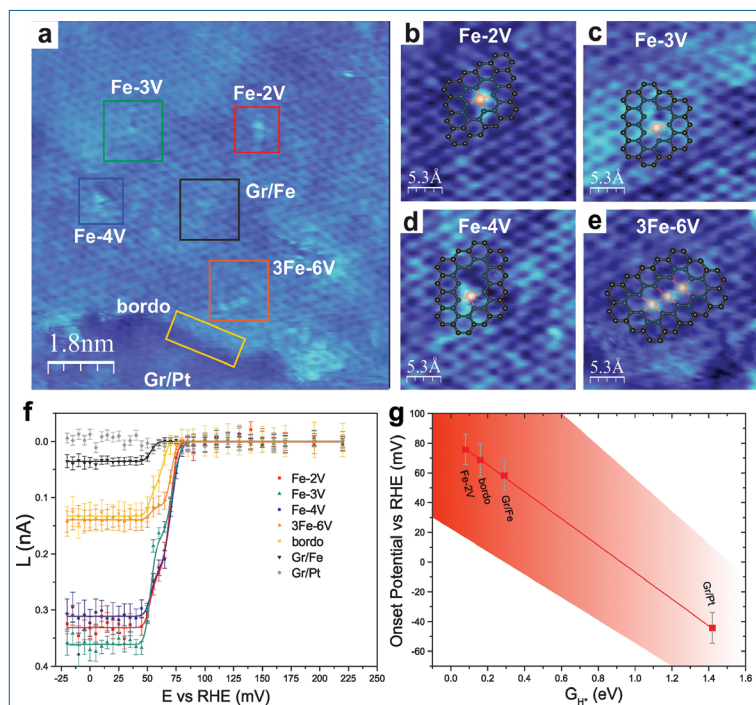 a
Fe-3V
Fe-2V
Gr/Fe
Fe-4V
3Fe-6V
bordo
1.8nm
Gr/Pt
b
Fe-2V
5.3Å
c
Fe-3V
5.3Å
d
Fe-4V
5.3Å
e
3Fe-6V
5.3Å
f
0.0
0.1
0.2
0.3
0.4
L (nA)
Fe-2V
Fe-3V
Fe-4V
3Fe-6V
bordo
Gr/Fe
Gr/Pt
-25 0 25 50 75 100 125 150 175 200 225 250
E vs RHE (mV)
g
100
80
60
40
20
0
-20
-40
-60
-80
Onset Potential vs RHE (mV)
Fe-2V
bordo
Gr/Fe
Gr/Pt
0.0 0.2 0.4 0.6 0.8 1.0 1.2 1.4 1.6
G_H* (eV)